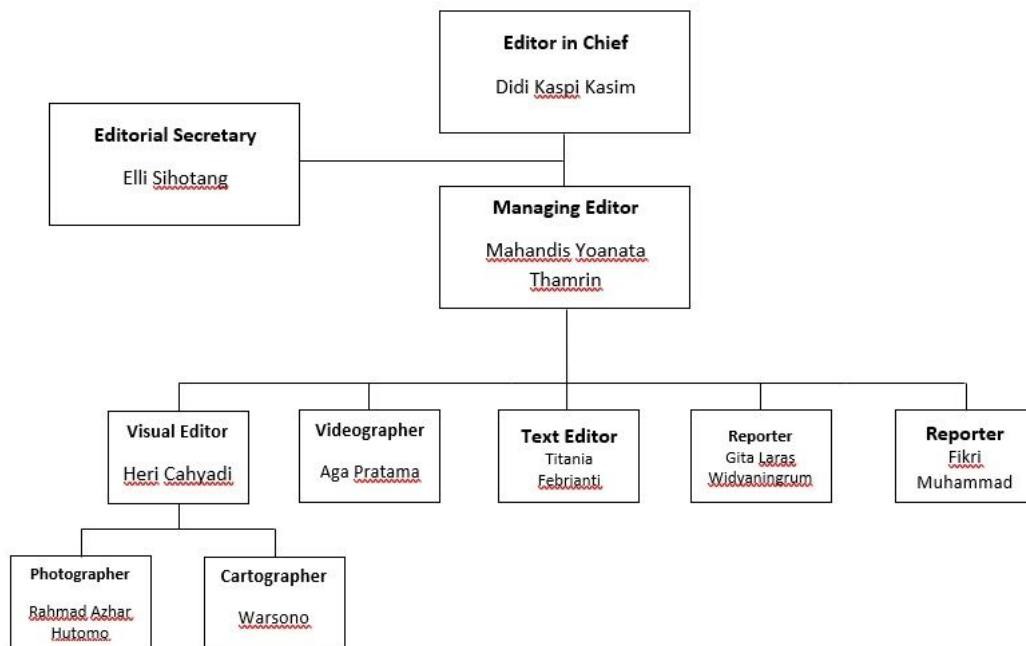 Editor in Chief
Didi Kaspi Kasim
Editorial Secretary
Elli Sihotang
Managing Editor
Mahandis Yoanata
Thamrin
Visual Editor
Heri Cahyadi
Videographer
Aga Pratama
Text Editor
Titania
Febrianti
Reporter
Gita Laras
Widyaningrum
Reporter
Fikri
Muhammad
Photographer
Rahmad Azhar
Hutomo
Cartographer
Warsono